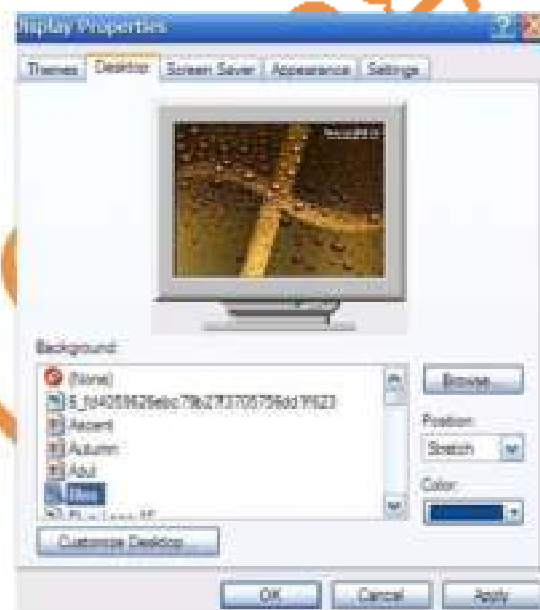 Display Properties
Themes Desktop Screen Saver Appearance Settings
Background:
(None)
Ascent
Autumn
Azul
Browse...
Position:
Stretch
Color:
Customize Desktop...
OK Cancel Apply